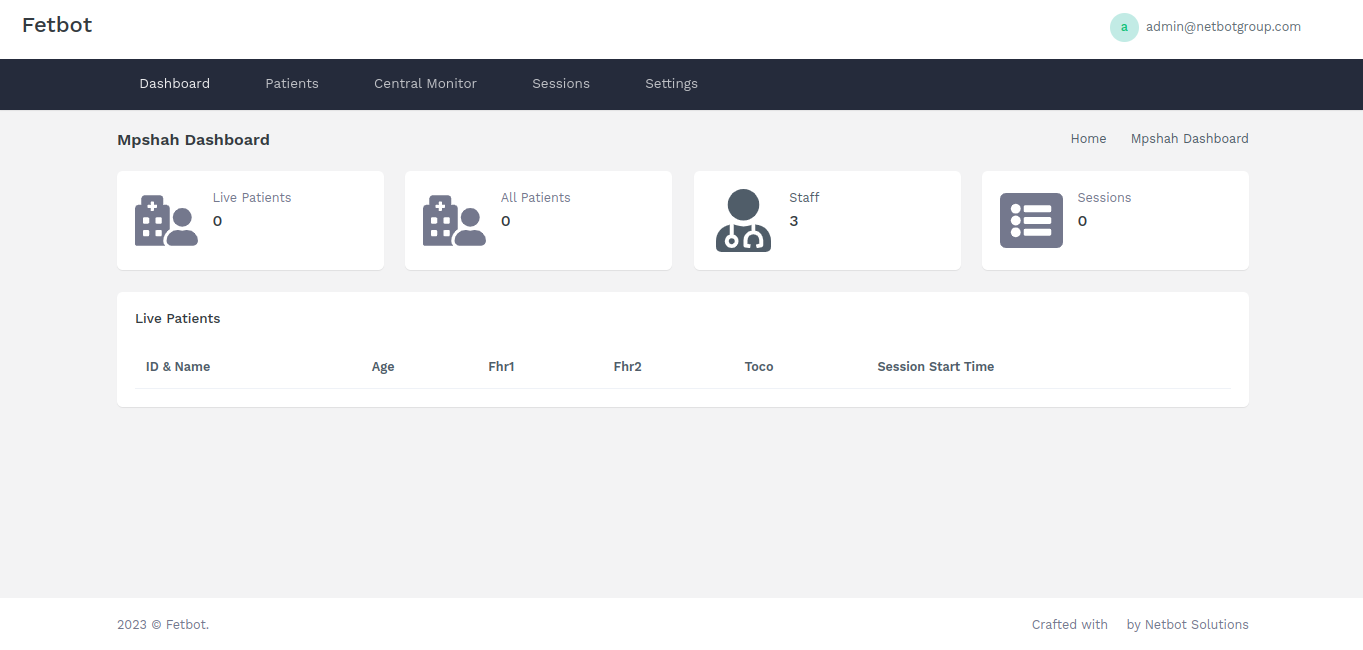 Fetbot
a admin@netbotgroup.com
Dashboard Patients Central Monitor Sessions Settings
Mpshah Dashboard
Home Mpshah Dashboard
Live Patients
0
All Patients
0
Staff
3
Sessions
0
Live Patients
ID & Name Age Fhr1 Fhr2 Toco Session Start Time
2023 © Fetbot.
Crafted with by Netbot Solutions